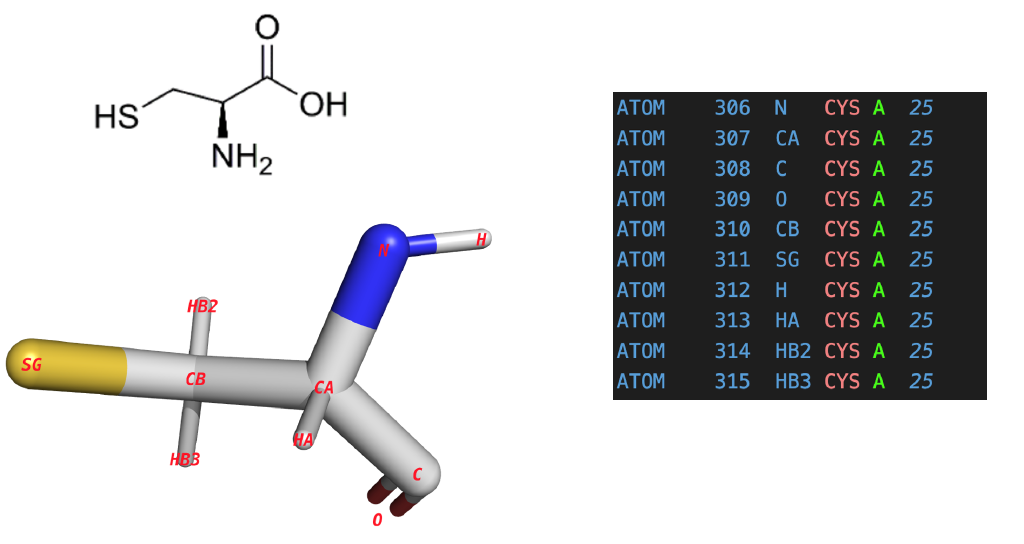 O
HS
OH
NH2
N
H
HB2
SG
CB
CA
HA
HB3
C
O
ATOM 306 N CYS A 25
ATOM 307 CA CYS A 25
ATOM 308 C CYS A 25
ATOM 309 O CYS A 25
ATOM 310 CB CYS A 25
ATOM 311 SG CYS A 25
ATOM 312 H CYS A 25
ATOM 313 HA CYS A 25
ATOM 314 HB2 CYS A 25
ATOM 315 HB3 CYS A 25